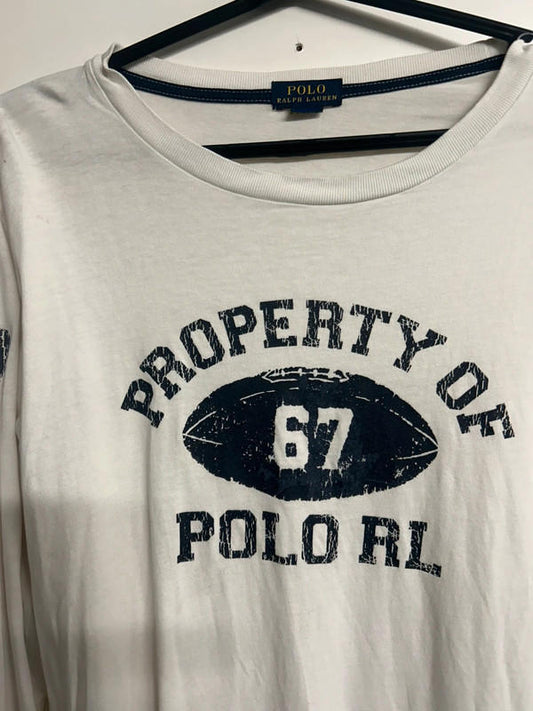 POLO
RALPH LAUREN
PROPERTY OF
67
POLO RL